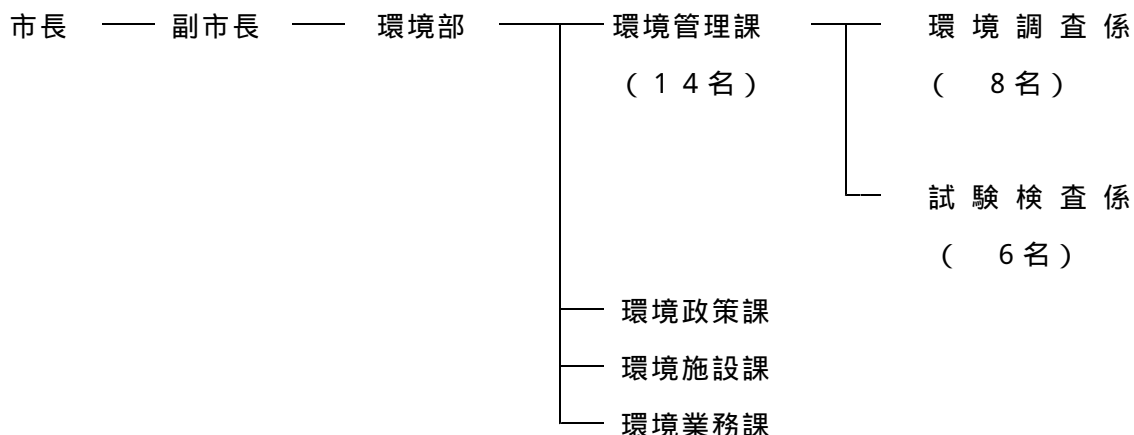 市長 副市長 環境部 環境管理課 環境調査係
(14名) ( 8名)
試験検査係
( 6名)
環境政策課
環境施設課
環境業務課